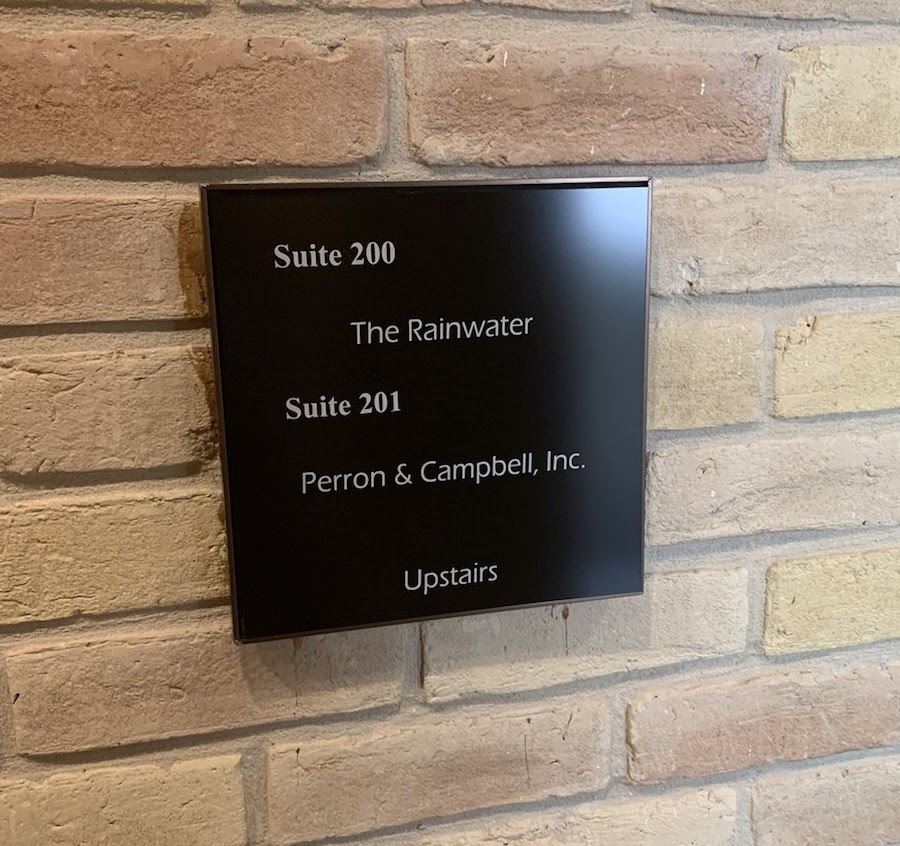 Suite 200
The Rainwater
Suite 201
Perron & Campbell, Inc.
Upstairs